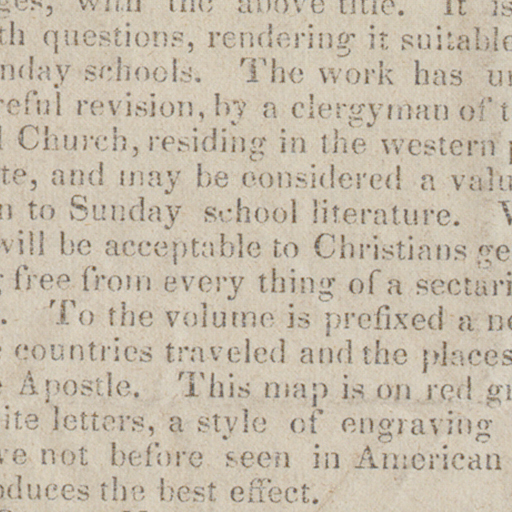 ges, with the above title. It is
th questions, rendering it suitable
nday schools. The work has un
reful revision, by a clergyman of t
l Church, residing in the western p
te, and may be considered a valu
n to Sunday school literature. W
will be acceptable to Christians ge
g free from every thing of a sectari
. To the volume is prefixed a ne
e countries traveled and the places
e Apostle. This map is on red gr
ite letters, a style of engraving
ve not before seen in American
oduces the best effect.